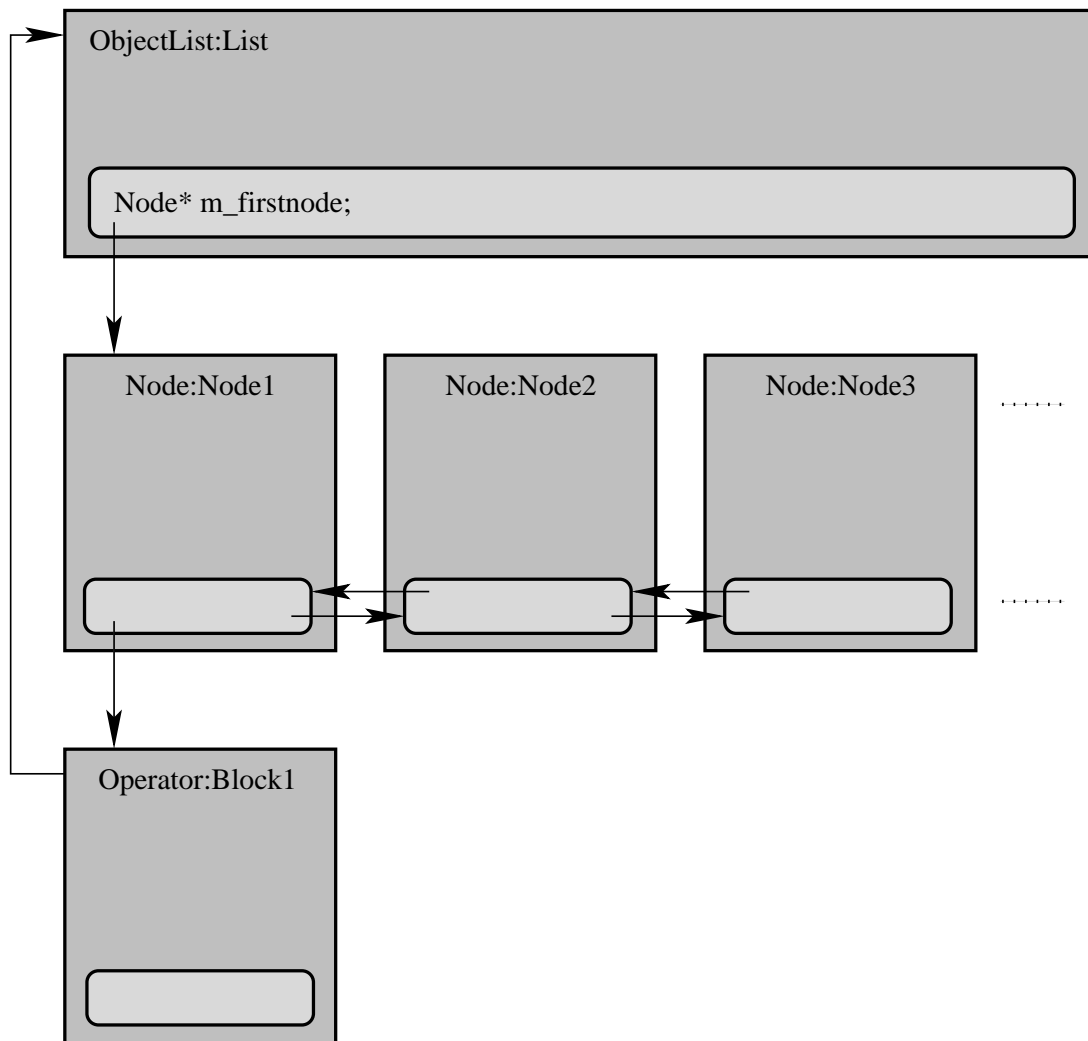 ObjectList:List
Node* m_firstnode;
Node:Node1
Node:Node2
Node:Node3
Operator:Block1